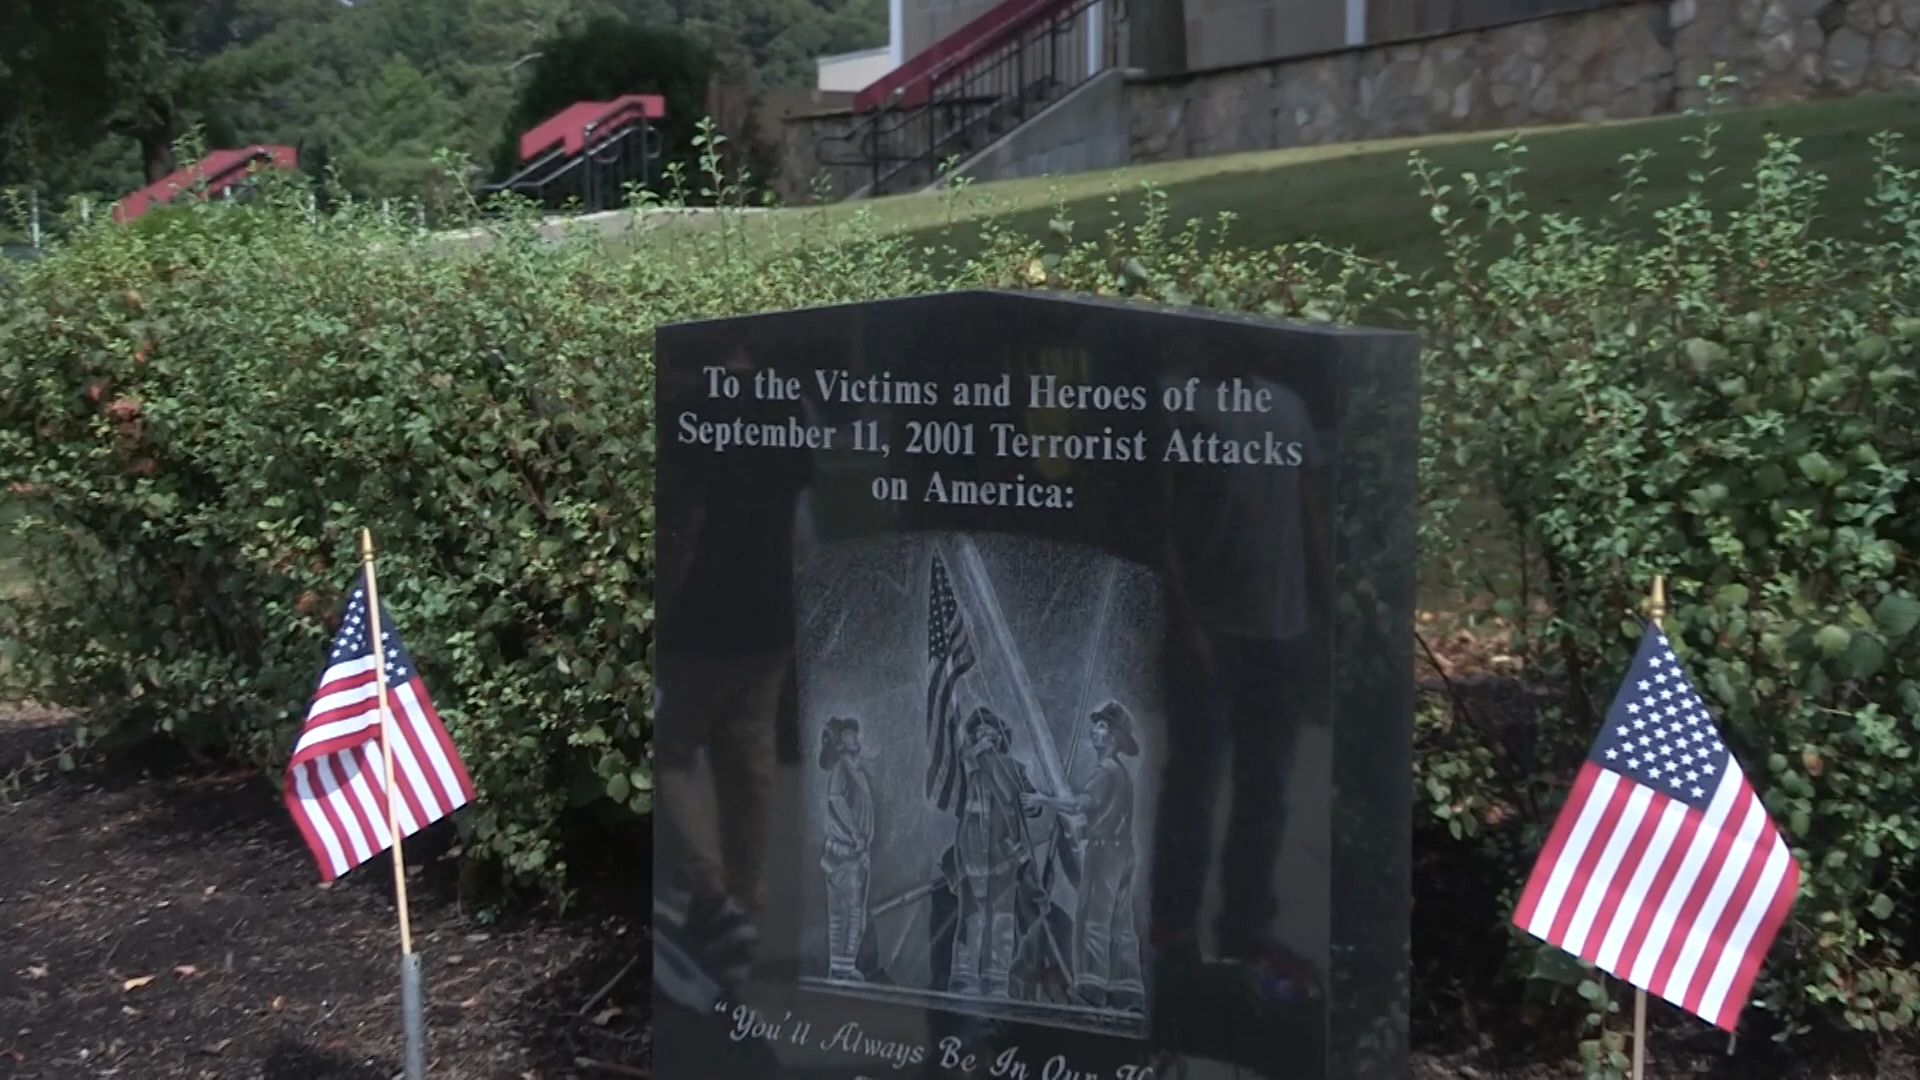 To the Victims and Heroes of the
September 11, 2001 Terrorist Attacks
on America:
"You'll Always Be In Our